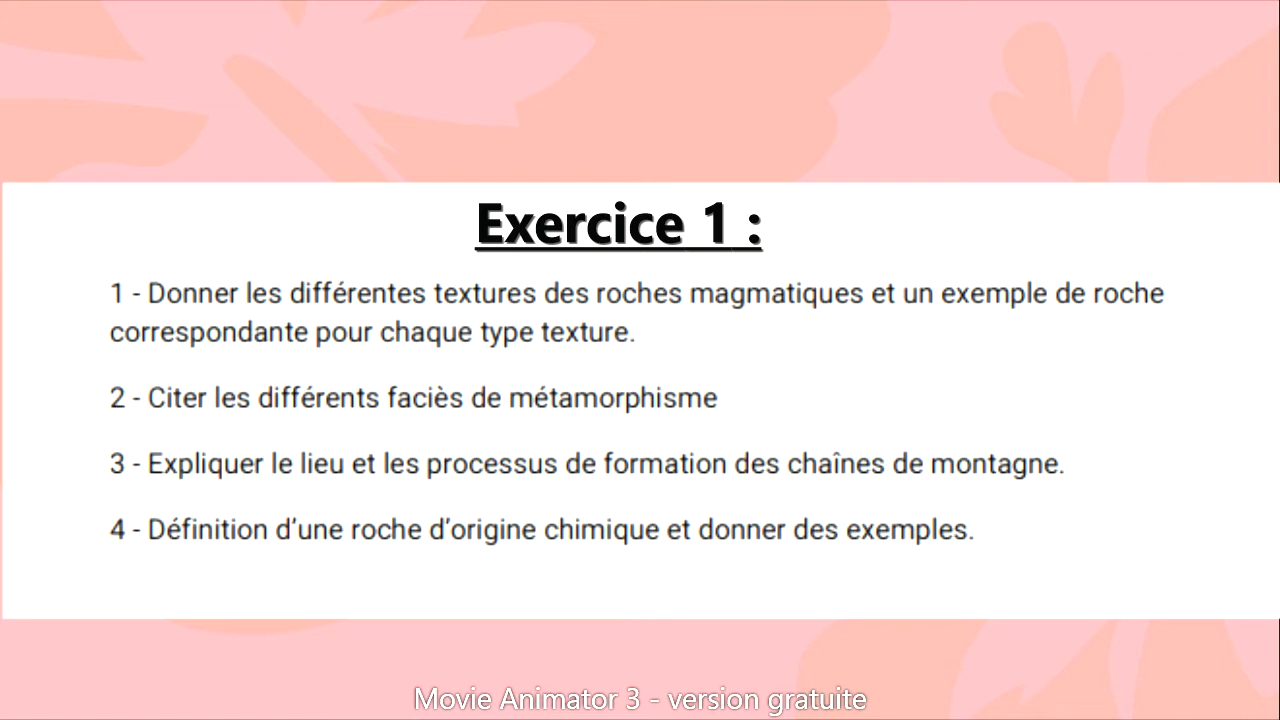 Exercice 1 :
1 - Donner les différentes textures des roches magmatiques et un exemple de roche
correspondante pour chaque type texture.
2 - Citer les différents faciès de métamorphisme
3 - Expliquer le lieu et les processus de formation des chaînes de montagne.
4 - Définition d’une roche d’origine chimique et donner des exemples.
Movie Animator 3 - version gratuite